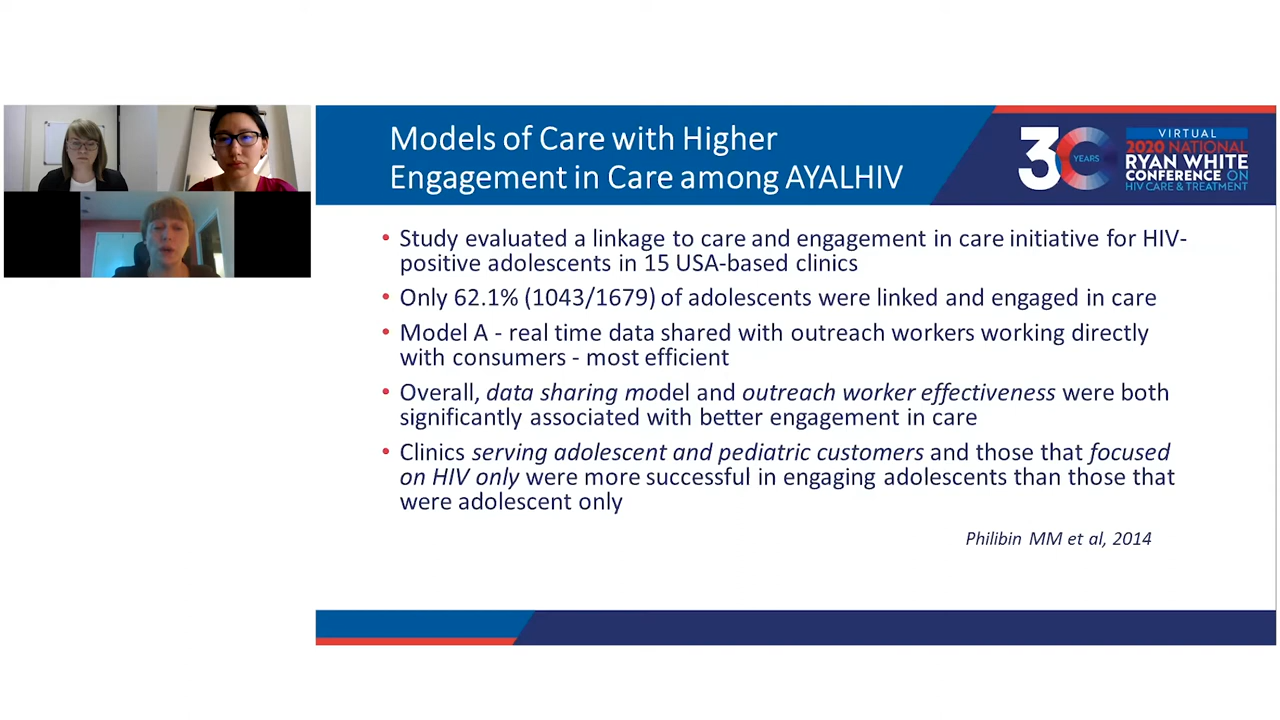 Models of Care with Higher
Engagement in Care among AYALHIV
30
YEARS
VIRTUAL
2020 NATIONAL
RYAN WHITE
CONFERENCE ON
HIV CARE & TREATMENT
• Study evaluated a linkage to care and engagement in care initiative for HIV-
positive adolescents in 15 USA-based clinics
• Only 62.1% (1043/1679) of adolescents were linked and engaged in care
• Model A - real time data shared with outreach workers working directly
with consumers - most efficient
• Overall, data sharing model and outreach worker effectiveness were both
significantly associated with better engagement in care
• Clinics serving adolescent and pediatric customers and those that focused
on HIV only were more successful in engaging adolescents than those that
were adolescent only
Philibin MM et al, 2014